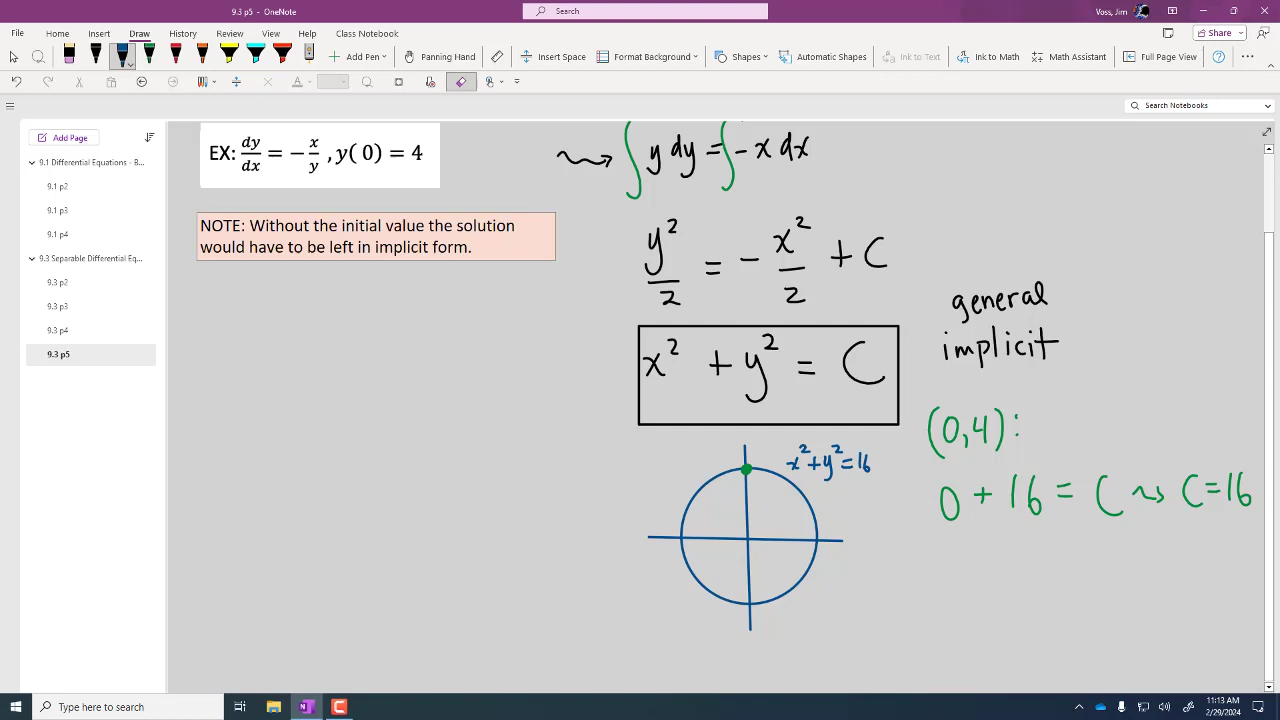 9.3 p5 - OneNote
Search
Voss, Jim
File Home Insert Draw History Review View Help Class Notebook
Share
Add Pen
Panning Hand
Insert Space
Format Background
Shapes
Automatic Shapes
Ink to Text
Ink to Math
Math Assistant
Full Page View
Search Notebooks
Add Page
9.1 Differential Equations - B...
9.1 p2
9.1 p3
9.1 p4
9.3 Separable Differential Eq...
9.3 p2
9.3 p3
9.3 p4
9.3 p5
EX: dy/dx = −x/y , y( 0) = 4
NOTE: Without the initial value the solution
would have to be left in implicit form.
∫ y dy = ∫ - x dx
y²/2 = - x²/2 + C
general
implicit
x² + y² = C
(0,4):
0 + 16 = C ⇝ C=16
x²+y²=16
Type here to search
11:13 AM
2/29/2024